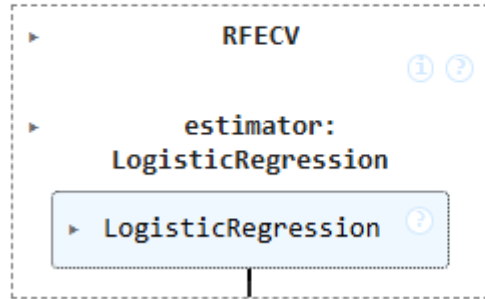 ▸ RFECV
i ?
▸ estimator:
LogisticRegression
▸ LogisticRegression ?